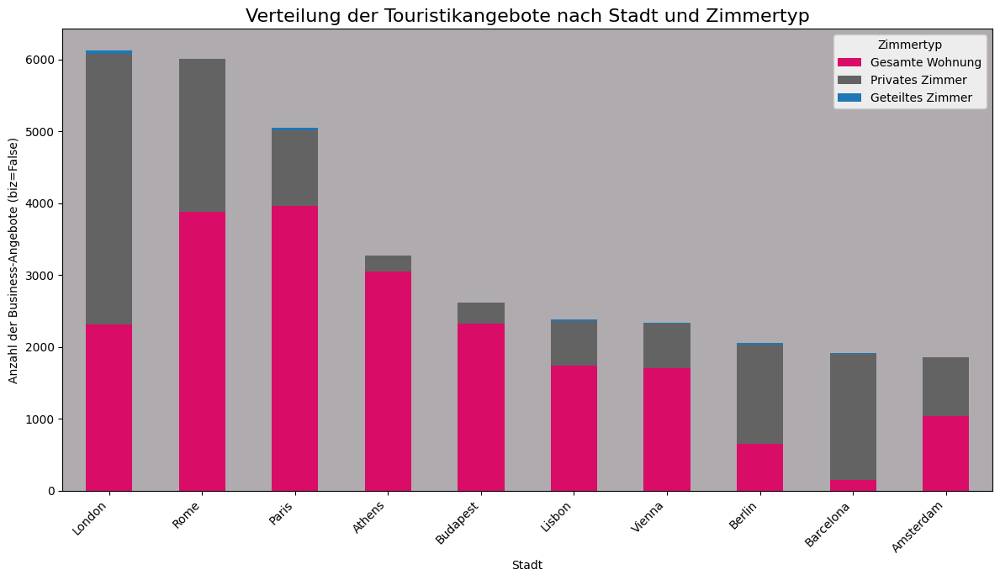 Verteilung der Touristikangebote nach Stadt und Zimmertyp
Zimmertyp
Gesamte Wohnung
Privates Zimmer
Geteiltes Zimmer
Anzahl der Business-Angebote (biz=False)
6000
5000
4000
3000
2000
1000
0
London
Rome
Paris
Athens
Budapest
Lisbon
Vienna
Berlin
Barcelona
Amsterdam
Stadt